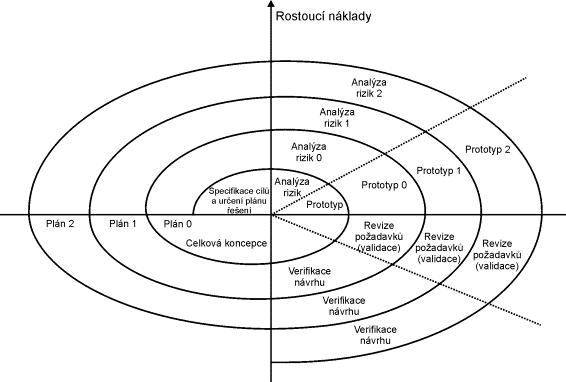 Rostoucí náklady
Analýza
rizik 2
Analýza
rizik 1
Analýza
rizik 0
Prototyp 2
Prototyp 1
Prototyp 0
Analýza
rizik
Prototyp
Specifikace cílů
a určení plánu
řešení
Plán 2
Plán 1
Plán 0
Celková koncepce
Revize
požadavků
(validace)
Revize
požadavků
(validace)
Revize
požadavků
(validace)
Verifikace
návrhu
Verifikace
návrhu
Verifikace
návrhu